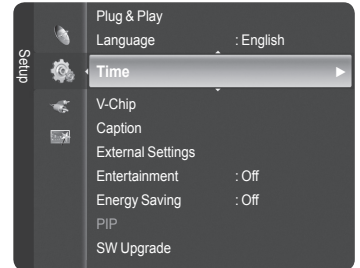 Setup
Plug & Play
Language : English
Time
V-Chip
Caption
External Settings
Entertainment : Off
Energy Saving : Off
PIP
SW Upgrade